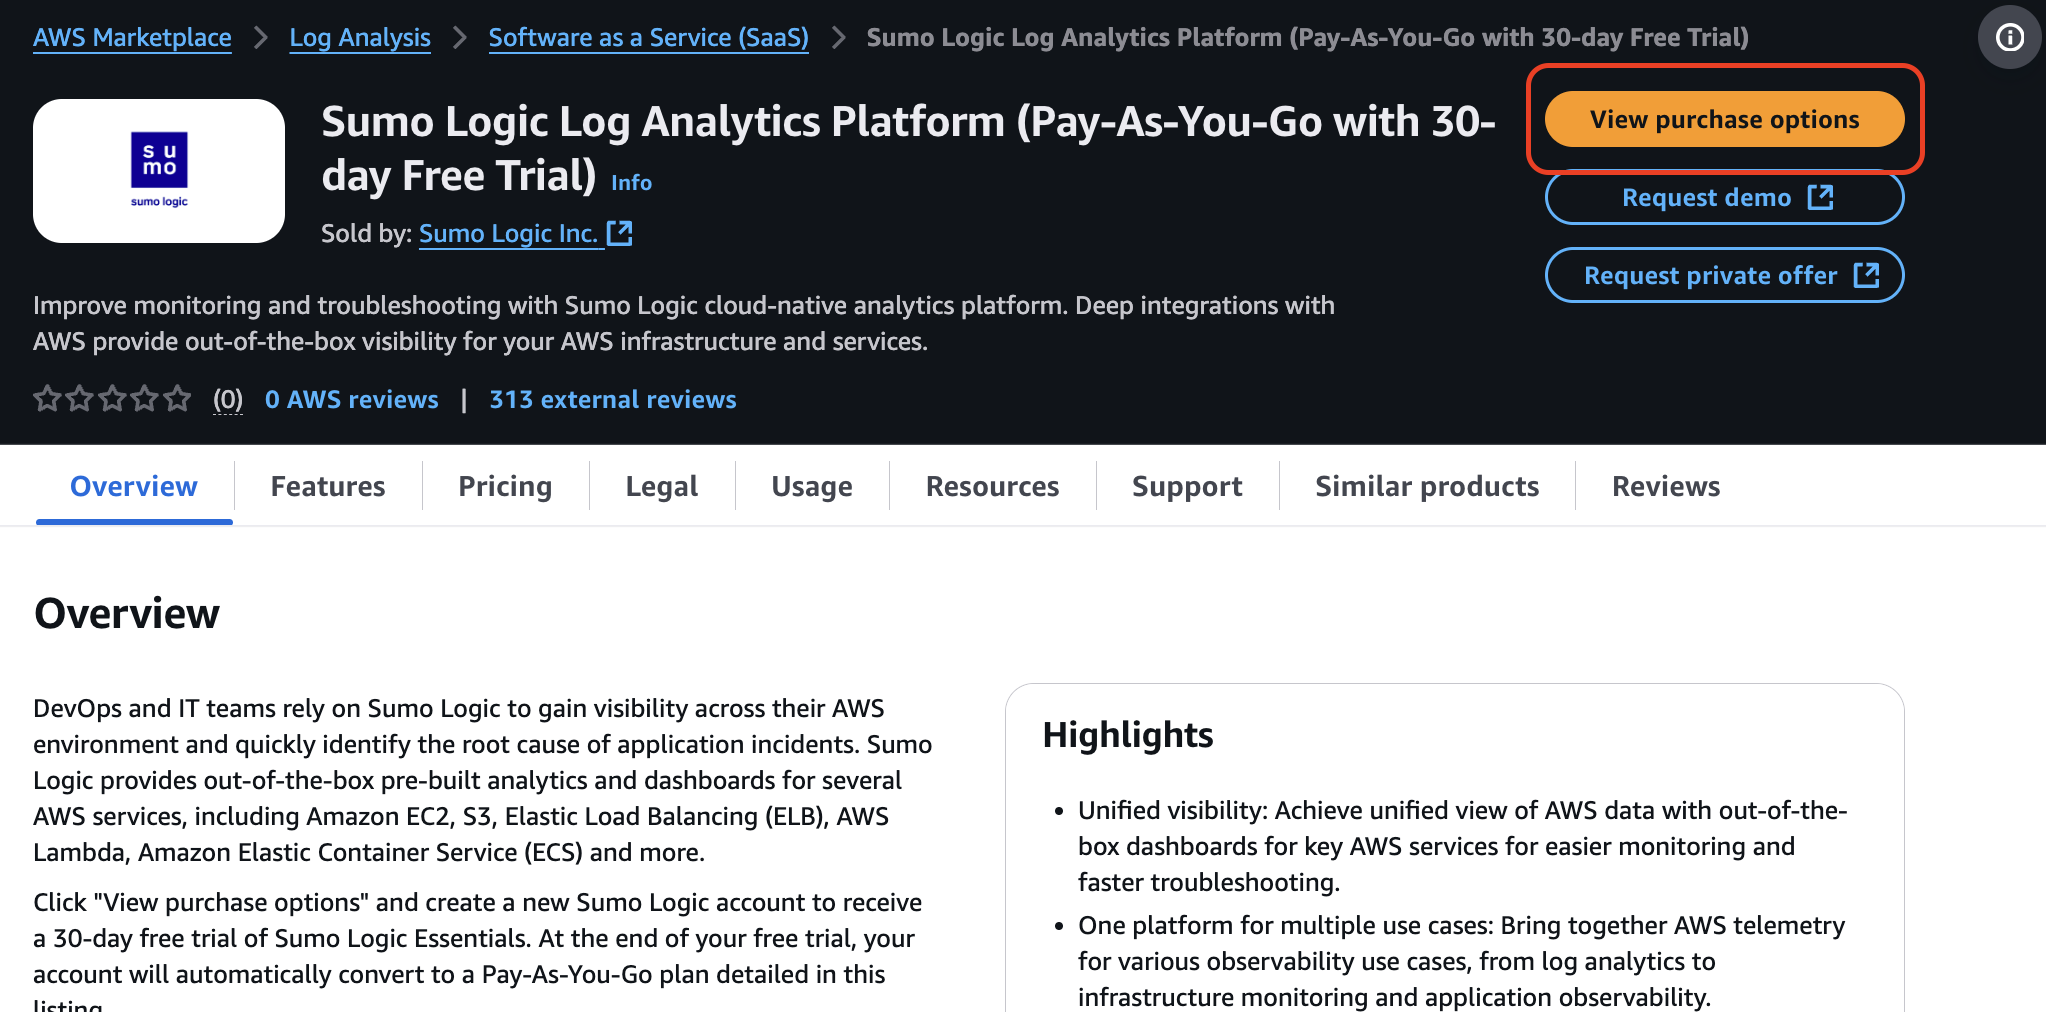 AWS Marketplace > Log Analysis > Software as a Service (SaaS) > Sumo Logic Log Analytics Platform (Pay-As-You-Go with 30-day Free Trial)
s u
mo
sumo logic
Sumo Logic Log Analytics Platform (Pay-As-You-Go with 30-
day Free Trial) Info
Sold by: Sumo Logic Inc.
View purchase options
Request demo
Request private offer
Improve monitoring and troubleshooting with Sumo Logic cloud-native analytics platform. Deep integrations with
AWS provide out-of-the-box visibility for your AWS infrastructure and services.
(0) 0 AWS reviews | 313 external reviews
Overview Features Pricing Legal Usage Resources Support Similar products Reviews
Overview
DevOps and IT teams rely on Sumo Logic to gain visibility across their AWS
environment and quickly identify the root cause of application incidents. Sumo
Logic provides out-of-the-box pre-built analytics and dashboards for several
AWS services, including Amazon EC2, S3, Elastic Load Balancing (ELB), AWS
Lambda, Amazon Elastic Container Service (ECS) and more.
Click "View purchase options" and create a new Sumo Logic account to receive
a 30-day free trial of Sumo Logic Essentials. At the end of your free trial, your
account will automatically convert to a Pay-As-You-Go plan detailed in this
listing.
Highlights
• Unified visibility: Achieve unified view of AWS data with out-of-the-
box dashboards for key AWS services for easier monitoring and
faster troubleshooting.
• One platform for multiple use cases: Bring together AWS telemetry
for various observability use cases, from log analytics to
infrastructure monitoring and application observability.